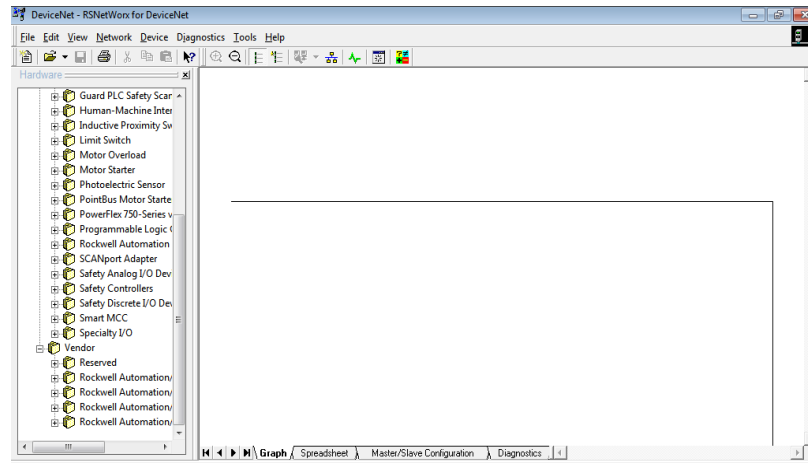 DeviceNet - RSNetWorx for DeviceNet
File Edit View Network Device Diagnostics Tools Help
Hardware
Guard PLC Safety Scar
Human-Machine Inter
Inductive Proximity Sw
Limit Switch
Motor Overload
Motor Starter
Photoelectric Sensor
PointBus Motor Starte
PowerFlex 750-Series v
Programmable Logic
Rockwell Automation
SCANport Adapter
Safety Analog I/O Dev
Safety Controllers
Safety Discrete I/O Dev
Smart MCC
Specialty I/O
Vendor
Reserved
Rockwell Automation/
Rockwell Automation/
Rockwell Automation/
Rockwell Automation/
Graph Spreadsheet Master/Slave Configuration Diagnostics